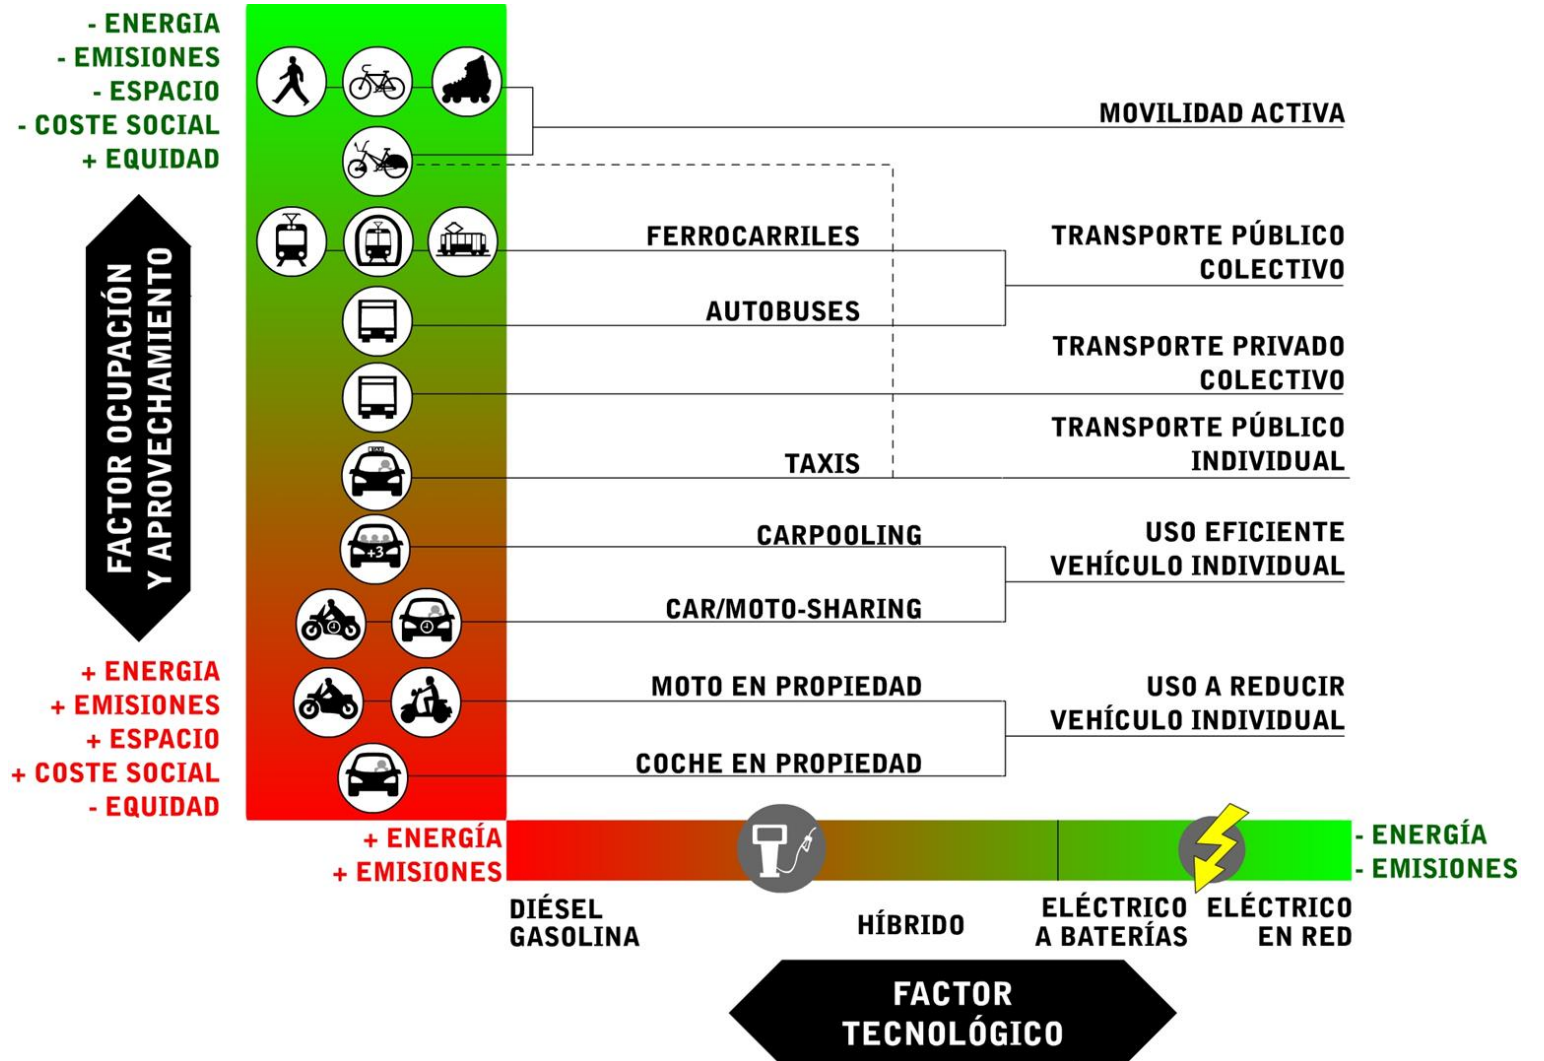 - ENERGIA
- EMISIONES
- ESPACIO
- COSTE SOCIAL
+ EQUIDAD
FACTOR OCUPACIÓN
Y APROVECHAMIENTO
+ ENERGIA
+ EMISIONES
+ ESPACIO
+ COSTE SOCIAL
- EQUIDAD
MOVILIDAD ACTIVA
FERROCARRILES
TRANSPORTE PÚBLICO
COLECTIVO
AUTOBUSES
TRANSPORTE PRIVADO
COLECTIVO
TRANSPORTE PÚBLICO
INDIVIDUAL
TAXIS
CARPOOLING
+3
USO EFICIENTE
VEHÍCULO INDIVIDUAL
CAR/MOTO-SHARING
MOTO EN PROPIEDAD
USO A REDUCIR
VEHÍCULO INDIVIDUAL
COCHE EN PROPIEDAD
+ ENERGÍA
+ EMISIONES
- ENERGÍA
- EMISIONES
DIÉSEL
GASOLINA
HÍBRIDO
ELÉCTRICO
A BATERÍAS
ELÉCTRICO
EN RED
FACTOR
TECNOLÓGICO